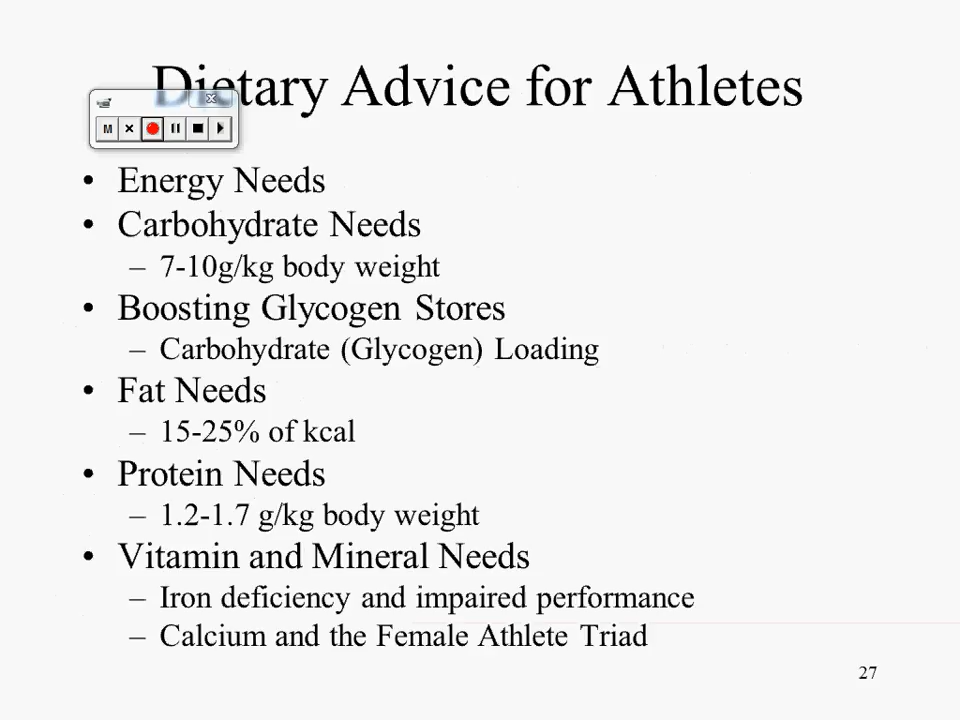 Dietary Advice for Athletes
M
• Energy Needs
• Carbohydrate Needs
– 7-10g/kg body weight
• Boosting Glycogen Stores
– Carbohydrate (Glycogen) Loading
• Fat Needs
– 15-25% of kcal
• Protein Needs
– 1.2-1.7 g/kg body weight
• Vitamin and Mineral Needs
– Iron deficiency and impaired performance
– Calcium and the Female Athlete Triad
27